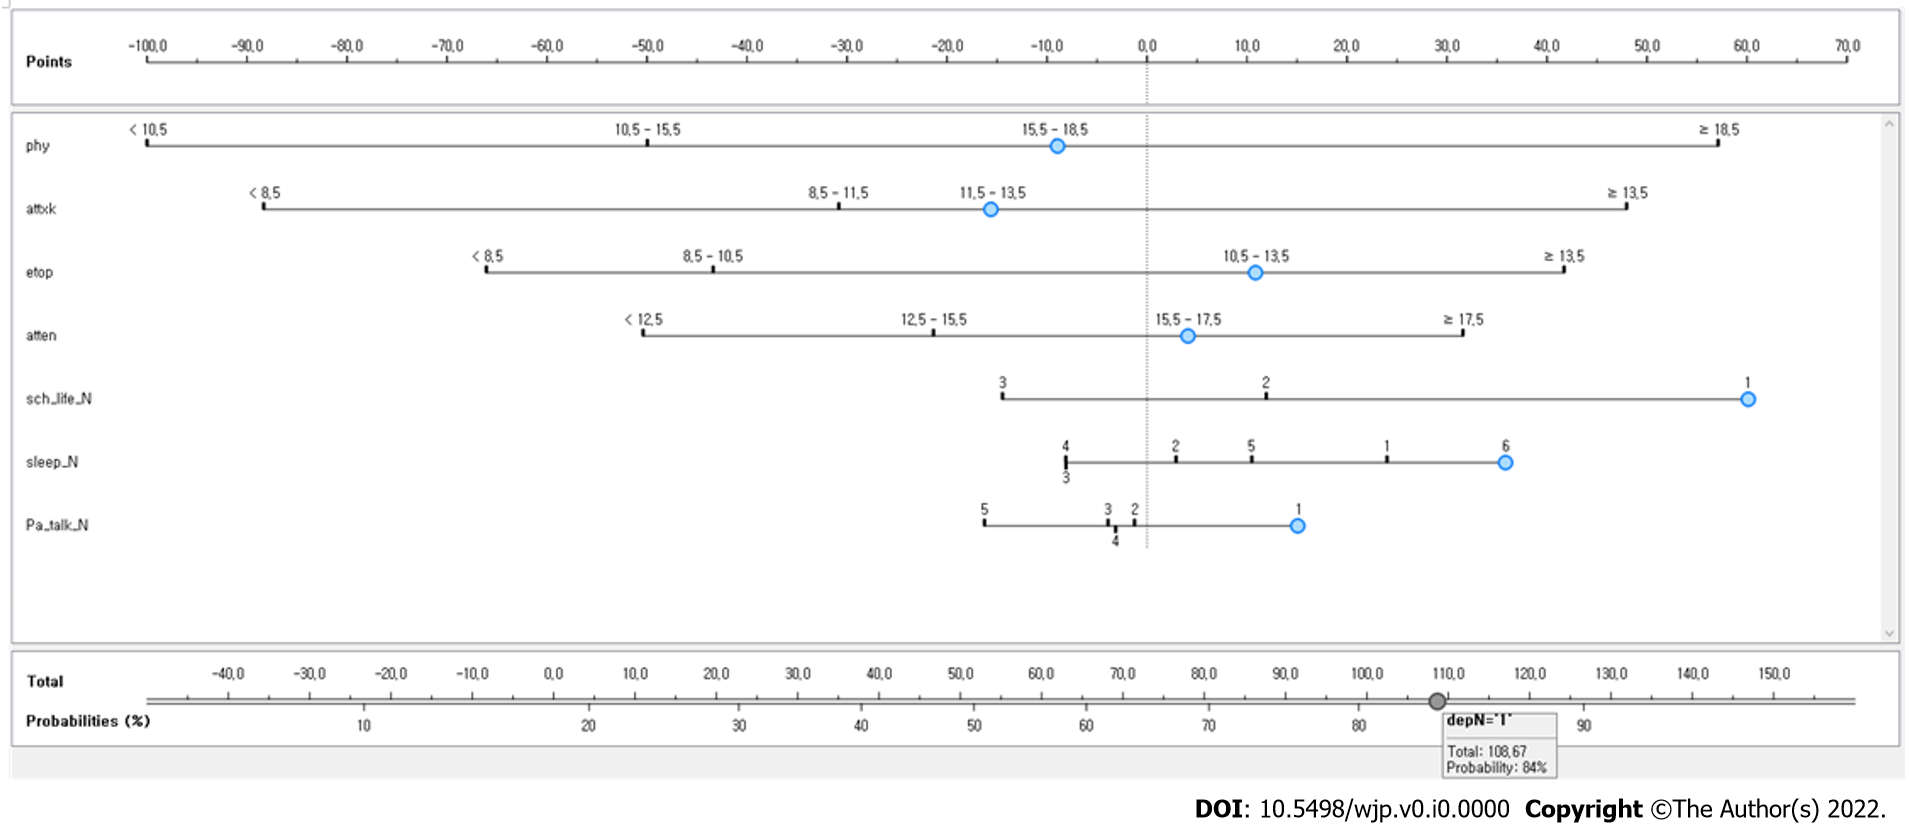 -100,0 -90,0 -80,0 -70,0 -60,0 -50,0 -40,0 -30,0 -20,0 -10,0 0,0 10,0 20,0 30,0 40,0 50,0 60,0 70,0
Points
< 10,5 10,5 - 15,5 15,5 - 18,5 ≥ 18,5
phy
< 8,5 8,5 - 11,5 11,5 - 13,5 ≥ 13,5
attxk
< 8,5 8,5 - 10,5 10,5 - 13,5 ≥ 13,5
etop
< 12,5 12,5 - 15,5 15,5 - 17,5 ≥ 17,5
atten
3 2 1
sch_life_N
4 2 5 1 6
sleep_N
3
5 3 2 1
Pa_talk_N
4
-40,0 -30,0 -20,0 -10,0 0,0 10,0 20,0 30,0 40,0 50,0 60,0 70,0 80,0 90,0 100,0 110,0 120,0 130,0 140,0 150,0
Total
Probabilities (%) 10 20 30 40 50 60 70 80 90
depN='1'
Total: 108,67
Probability: 84%
DOI: 10.5498/wjp.v0.i0.0000 Copyright ©The Author(s) 2022.